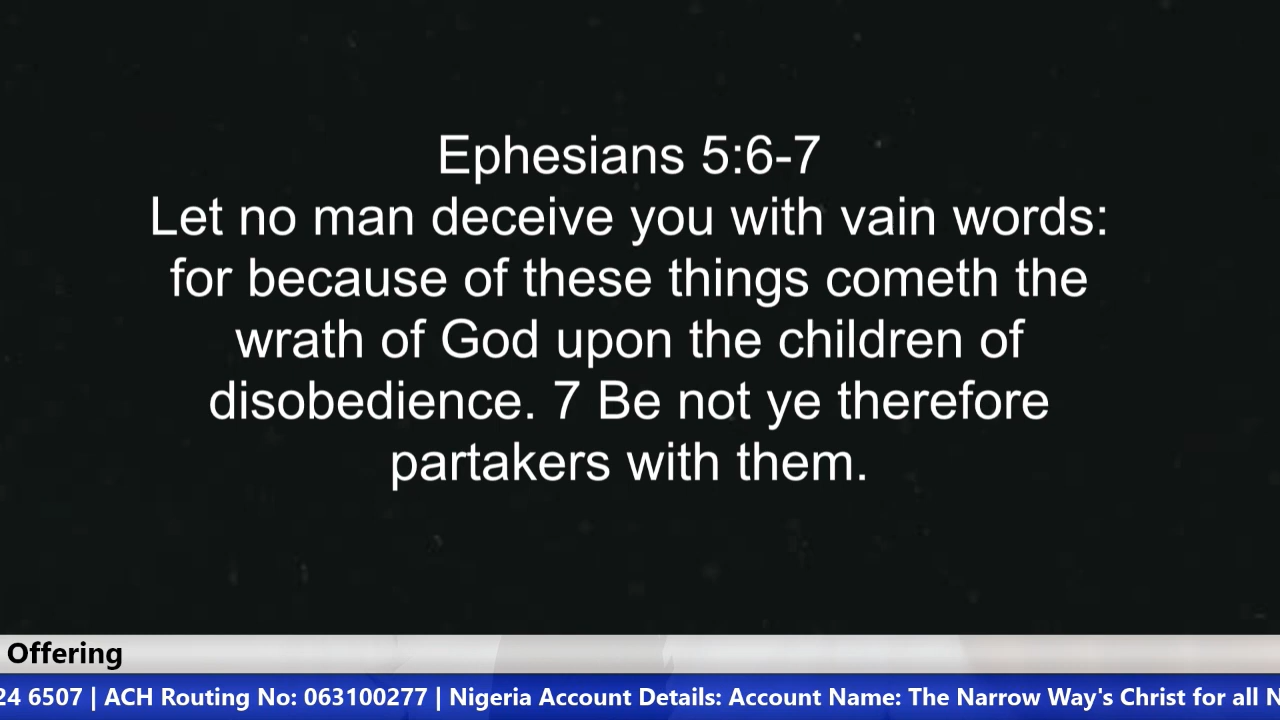 Ephesians 5:6-7
Let no man deceive you with vain words:
for because of these things cometh the
wrath of God upon the children of
disobedience. 7 Be not ye therefore
partakers with them.
Offering
24 6507 | ACH Routing No: 063100277 | Nigeria Account Details: Account Name: The Narrow Way's Christ for all N